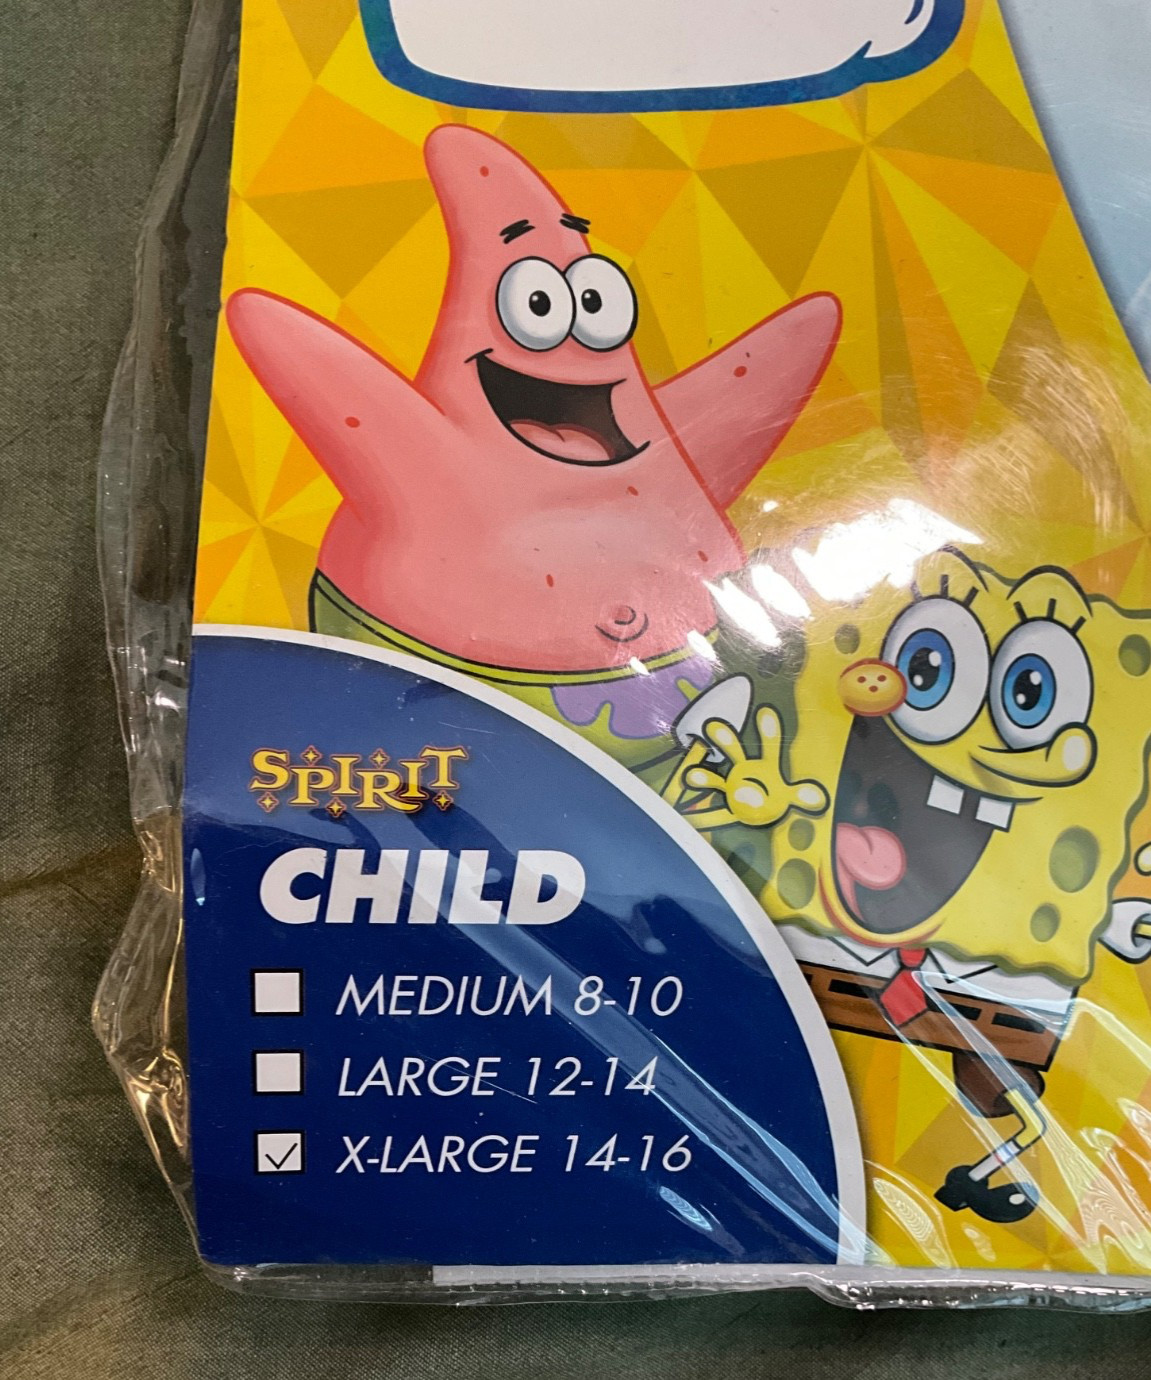 SPIRIT
CHILD
MEDIUM 8-10
LARGE 12-14
X-LARGE 14-16